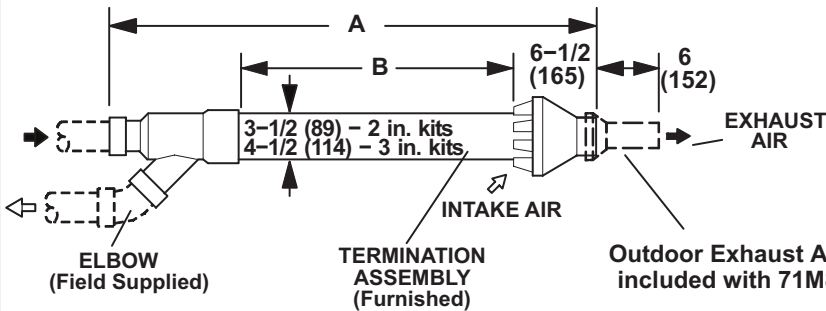 A
B
6−1/2
(165)
6
(152)
3−1/2 (89) − 2 in. kits
4−1/2 (114) − 3 in. kits
EXHAUST
AIR
INTAKE AIR
ELBOW
(Field Supplied)
TERMINATION
ASSEMBLY
(Furnished)
Outdoor Exhaust
included with